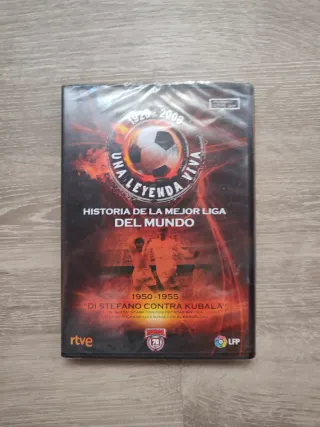 1928 - 2009
UNA LEYENDA VIVA
HISTORIA DE LA MEJOR LIGA
DEL MUNDO
1950-1955
"DI STEFANO CONTRA KUBALA"
rtve
LFP